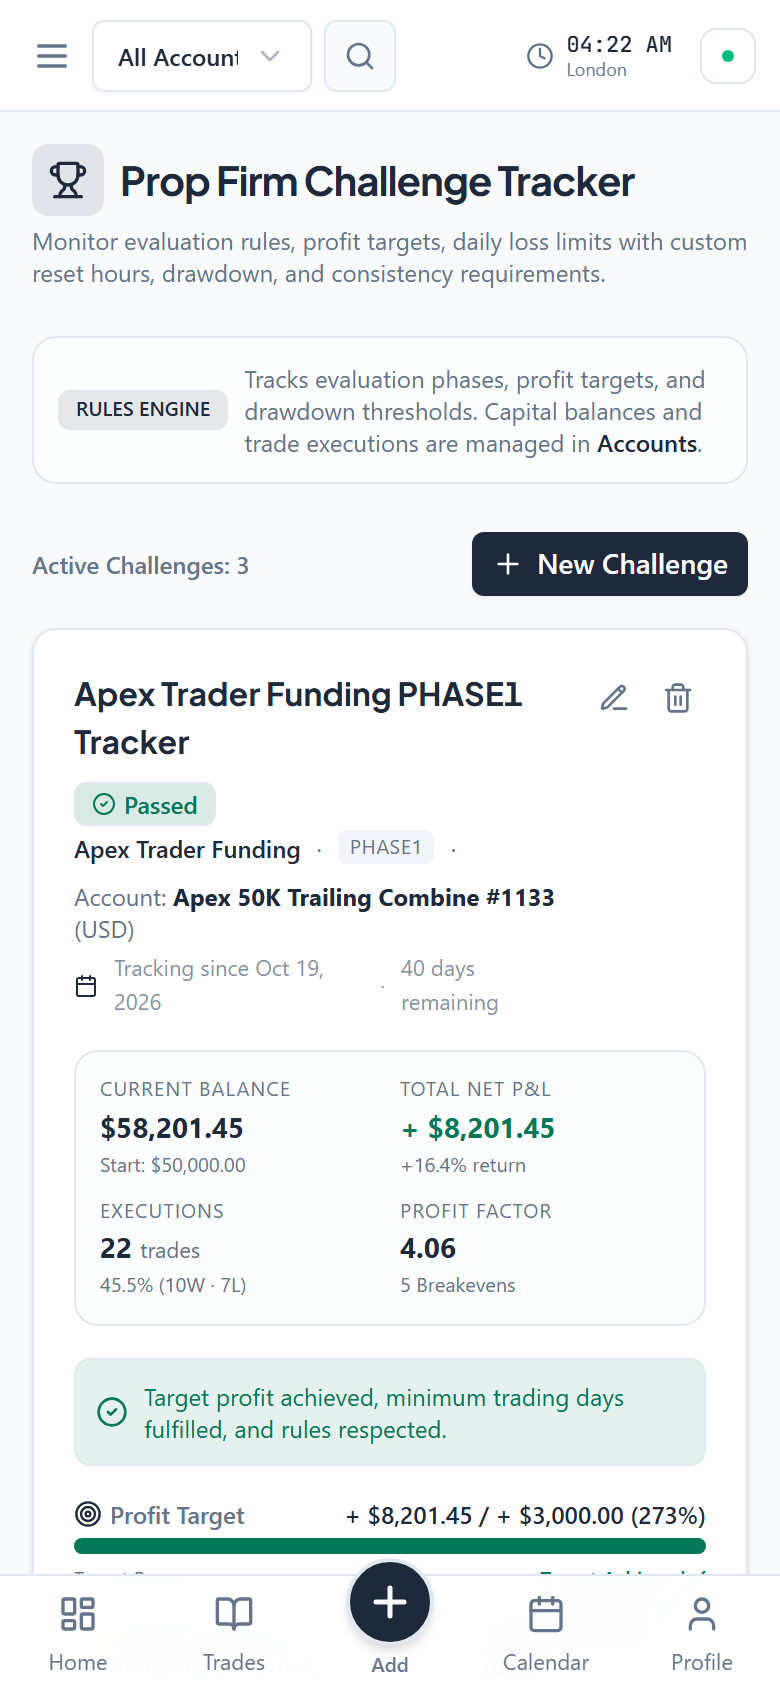 All Account
04:22 AM
London
Prop Firm Challenge Tracker
Monitor evaluation rules, profit targets, daily loss limits with custom
reset hours, drawdown, and consistency requirements.
RULES ENGINE
Tracks evaluation phases, profit targets, and
drawdown thresholds. Capital balances and
trade executions are managed in Accounts.
Active Challenges: 3
New Challenge
Apex Trader Funding PHASE1
Tracker
Passed
Apex Trader Funding · PHASE1 ·
Account: Apex 50K Trailing Combine #1133
(USD)
Tracking since Oct 19,
2026
· 40 days
remaining
CURRENT BALANCE
$58,201.45
Start: $50,000.00
TOTAL NET P&L
+ $8,201.45
+16.4% return
EXECUTIONS
22 trades
45.5% (10W · 7L)
PROFIT FACTOR
4.06
5 Breakevens
Target profit achieved, minimum trading days
fulfilled, and rules respected.
Profit Target + $8,201.45 / + $3,000.00 (273%)
Home
Trades
Add
Calendar
Profile